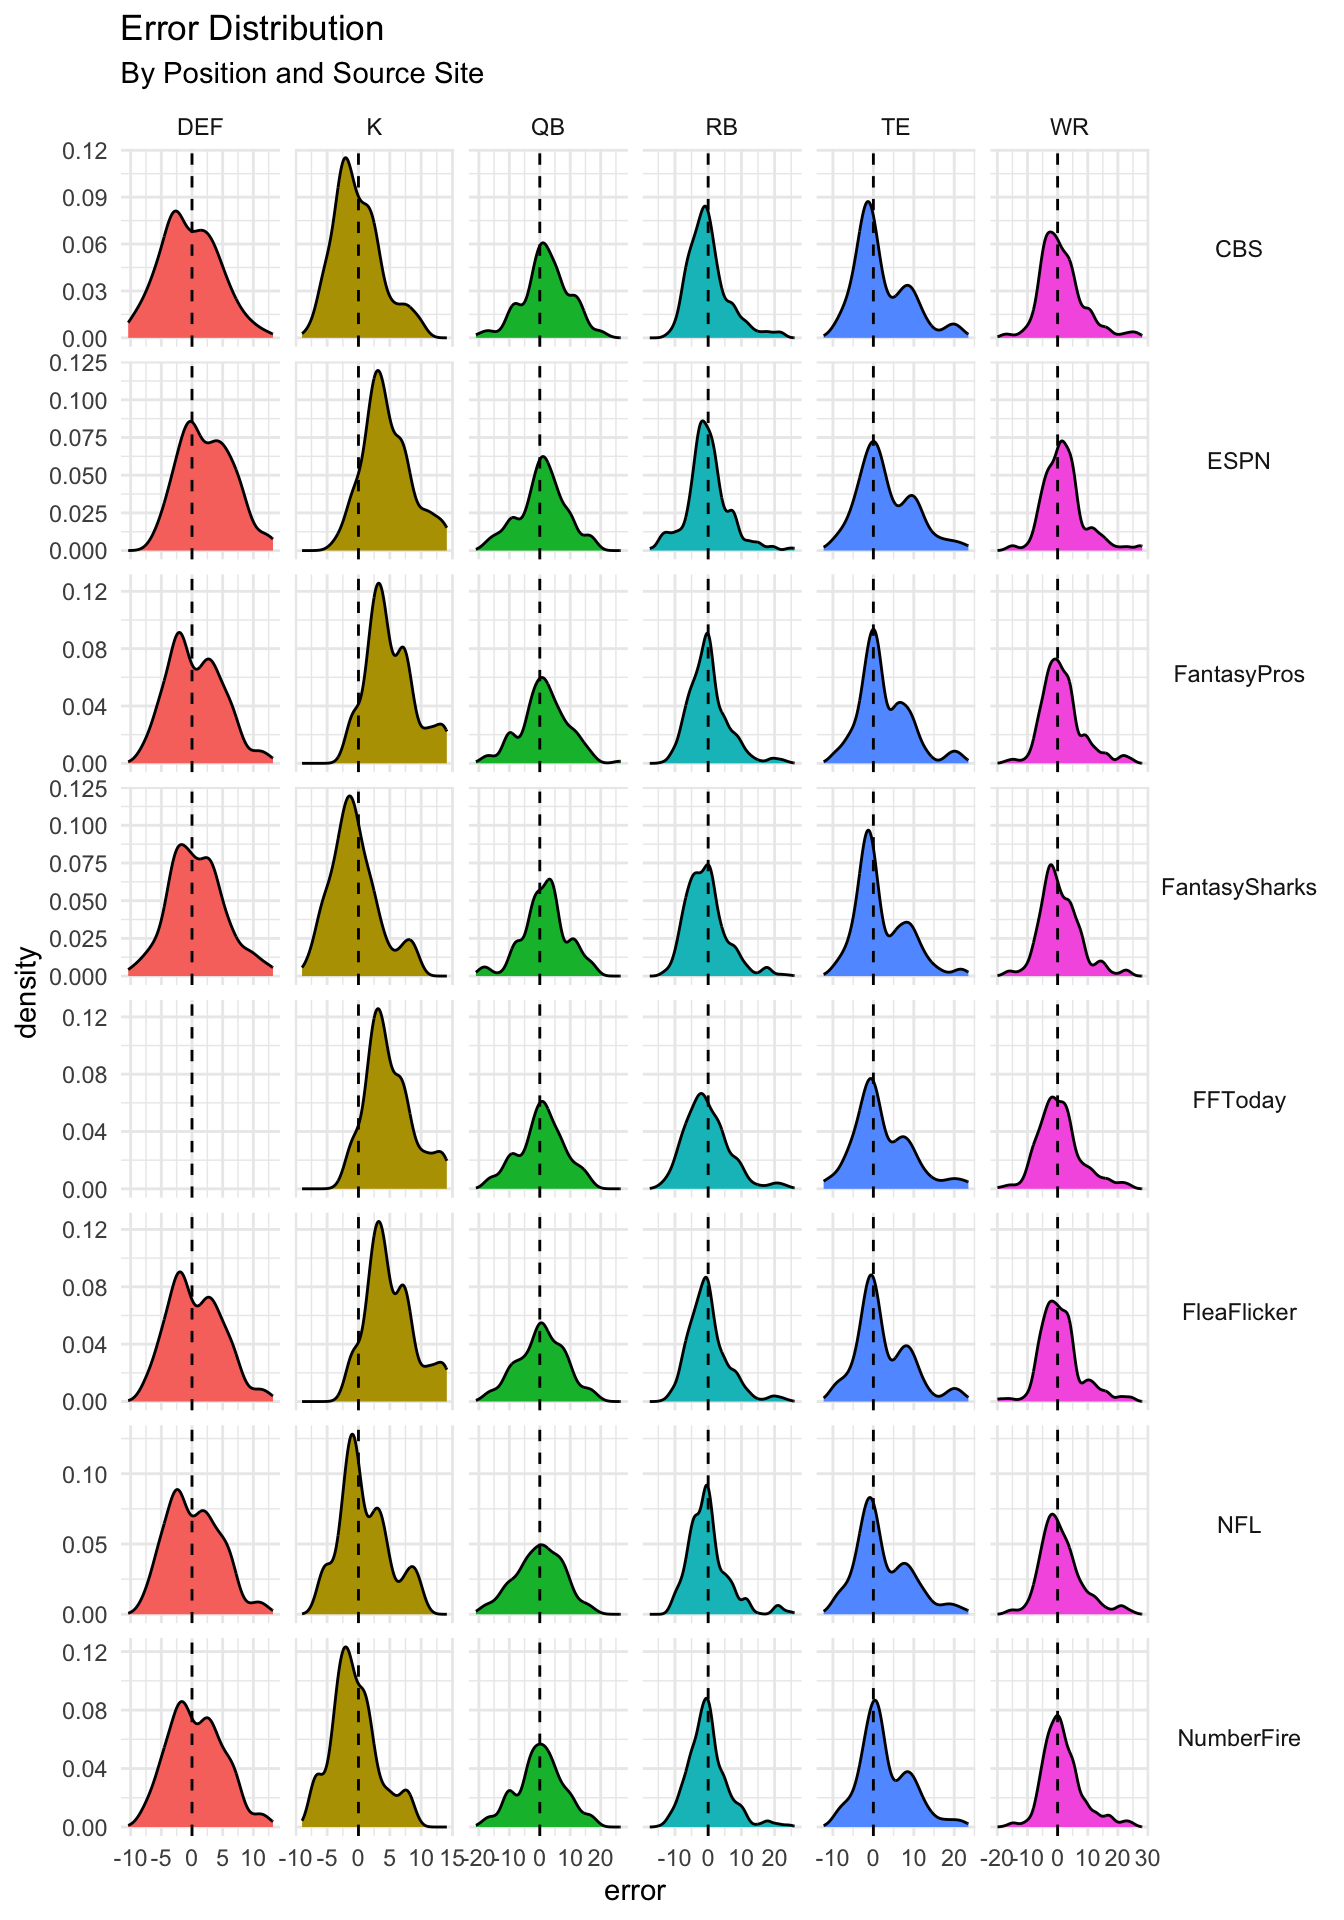 Error Distribution
By Position and Source Site
DEF K QB RB TE WR
0.12
0.09
0.06
0.03
0.00
CBS
0.125
0.100
0.075
0.050
0.025
0.000
ESPN
0.12
0.08
0.04
0.00
FantasyPros
0.125
0.100
0.075
0.050
0.025
0.000
FantasySharks
density
0.12
0.08
0.04
0.00
FFToday
0.12
0.08
0.04
0.00
FleaFlicker
0.10
0.05
0.00
NFL
0.12
0.08
0.04
0.00
NumberFire
-10 -5 0 5 10 -10 -5 0 5 10 15 -20 -10 0 10 20 -10 0 10 20 -10 0 10 20 -20 -10 0 10 20 30
error